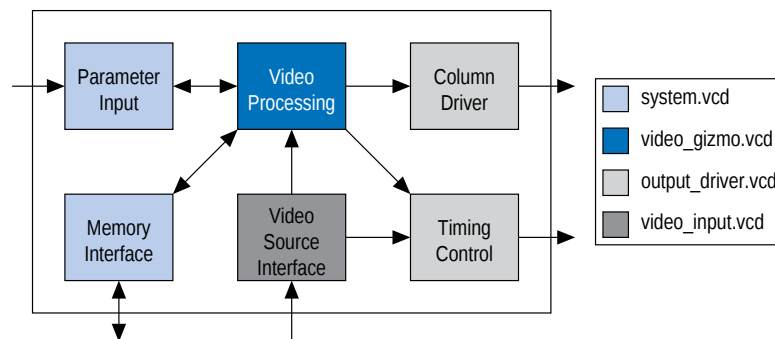 Parameter
Input
Video
Processing
Column
Driver
Memory
Interface
Video
Source
Interface
Timing
Control
system.vcd
video_gizmo.vcd
output_driver.vcd
video_input.vcd